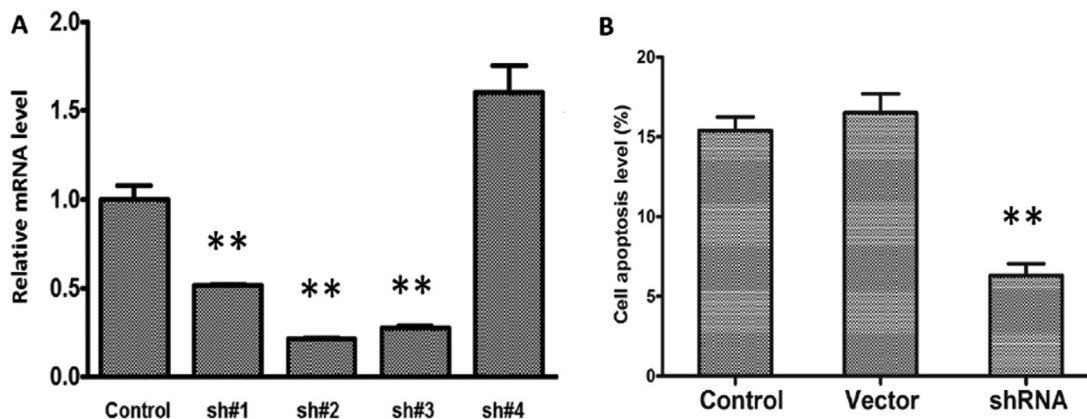 A
Relative mRNA level
2.0
1.5
1.0
0.5
0.0
**
**
**
Control sh#1 sh#2 sh#3 sh#4
B
Cell apoptosis level (%)
20
15
10
5
0
**
Control Vector shRNA